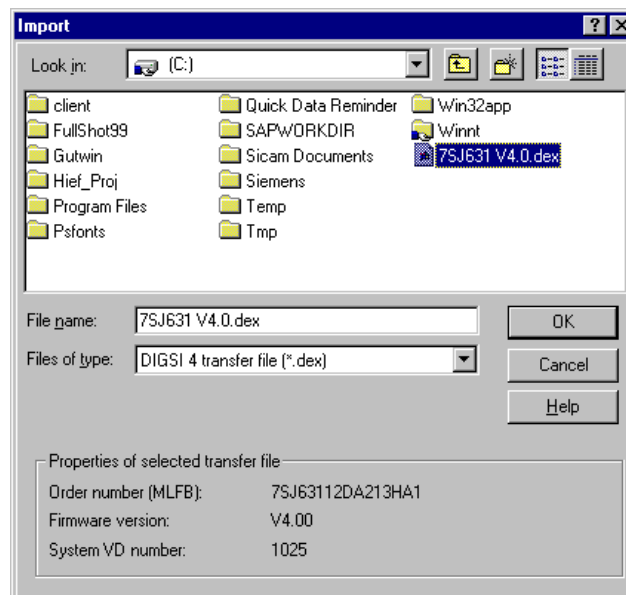 Import
Look in: (C:)
client Quick Data Reminder Win32app
FullShot99 SAPWORKDIR Winnt
Gutwin Sicam Documents 7SJ631 V4.0.dex
Hief_Proj Siemens
Program Files Temp
Psfonts Tmp
File name: 7SJ631 V4.0.dex OK
Files of type: DIGSI 4 transfer file (*.dex) Cancel
Help
Properties of selected transfer file
Order number (MLFB): 7SJ63112DA213HA1
Firmware version: V4.00
System VD number: 1025